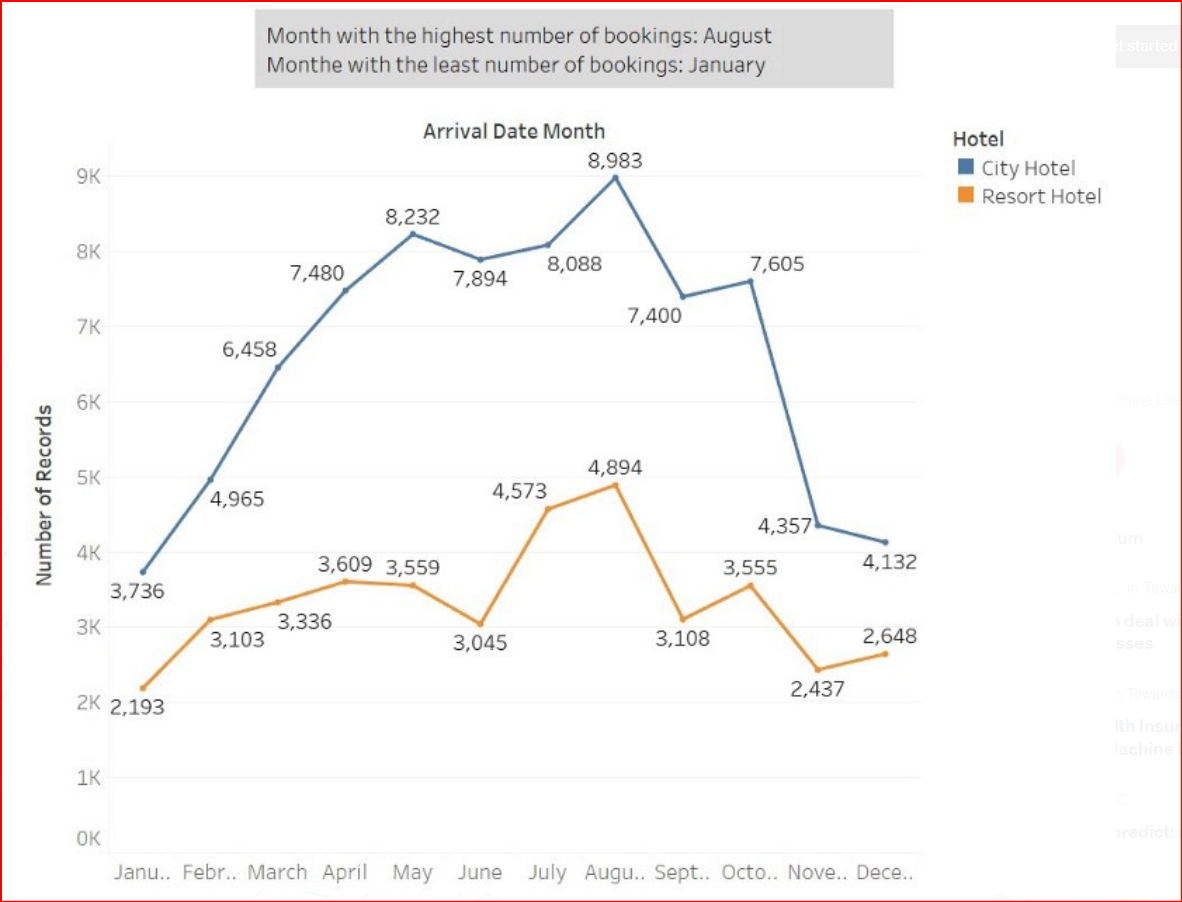 Month with the highest number of bookings: August
Monthe with the least number of bookings: January
Arrival Date Month
Hotel
City Hotel
Resort Hotel
Number of Records
9K
8K
7K
6K
5K
4K
3K
2K
1K
0K
3,736
4,965
6,458
7,480
8,232
7,894
8,088
8,983
7,400
7,605
4,357
4,132
2,193
3,103
3,336
3,609
3,559
3,045
4,573
4,894
3,108
3,555
2,437
2,648
Janu.. Febr.. March April May June July Augu.. Sept.. Octo.. Nove.. Dece..
t started
deal
predict: